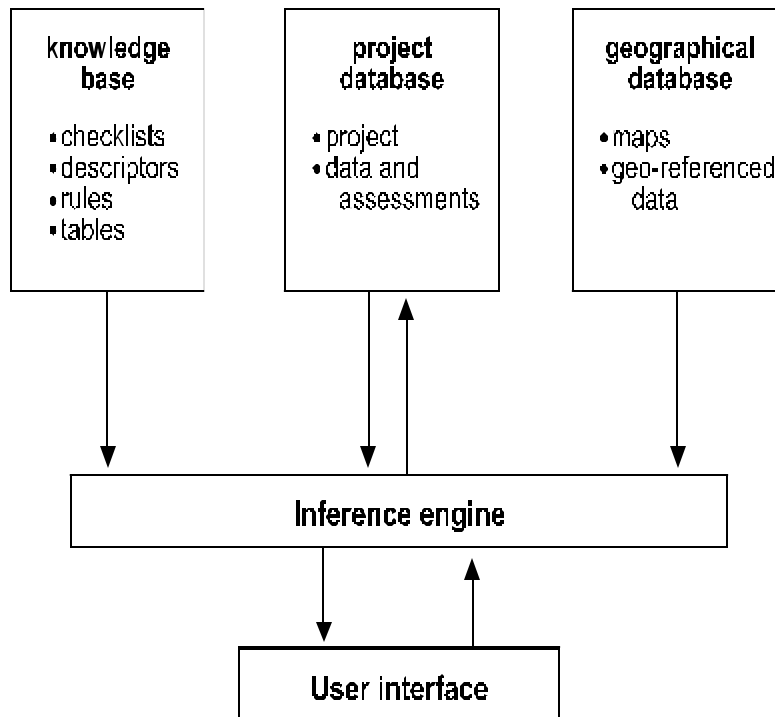 knowledge
base
• checklists
• descriptors
• rules
• tables
project
database
• project
• data and
assessments
geographical
database
• maps
• geo-referenced
data
Inference engine
User interface